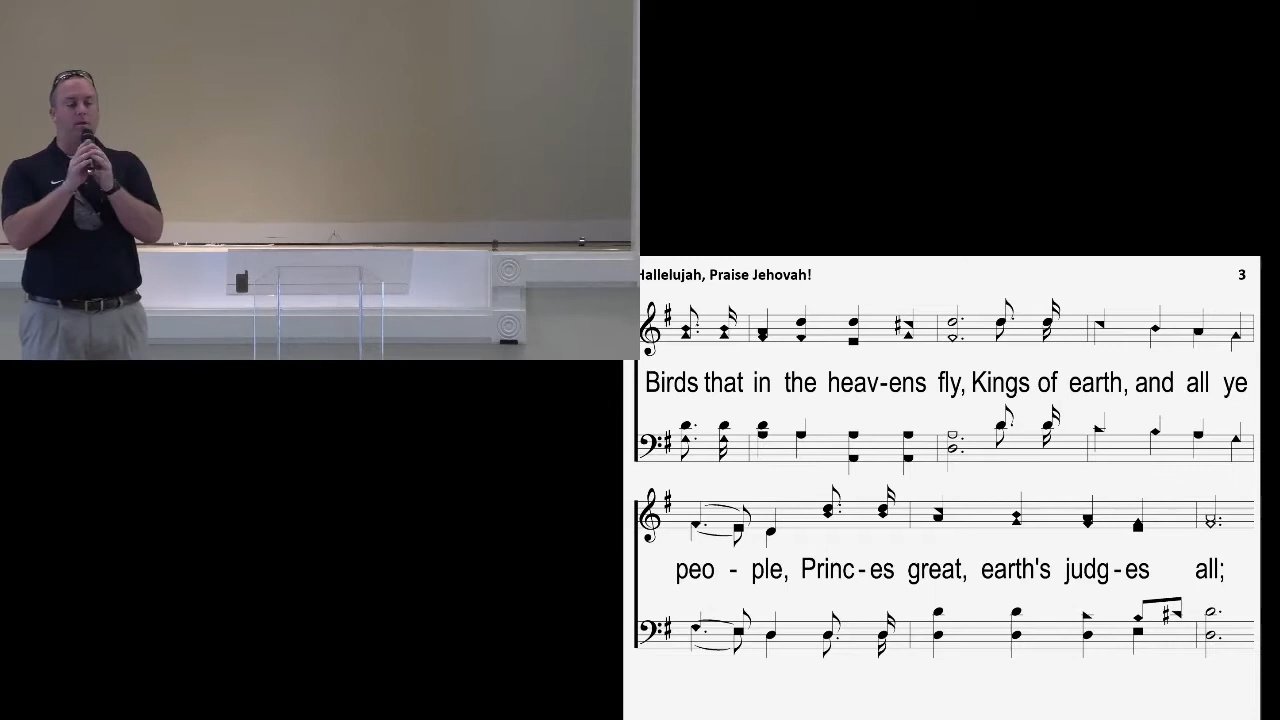 Hallelujah, Praise Jehovah! 3
Birds that in the heav-ens fly, Kings of earth, and all ye
peo - ple, Princ-es great, earth's judg-es all;